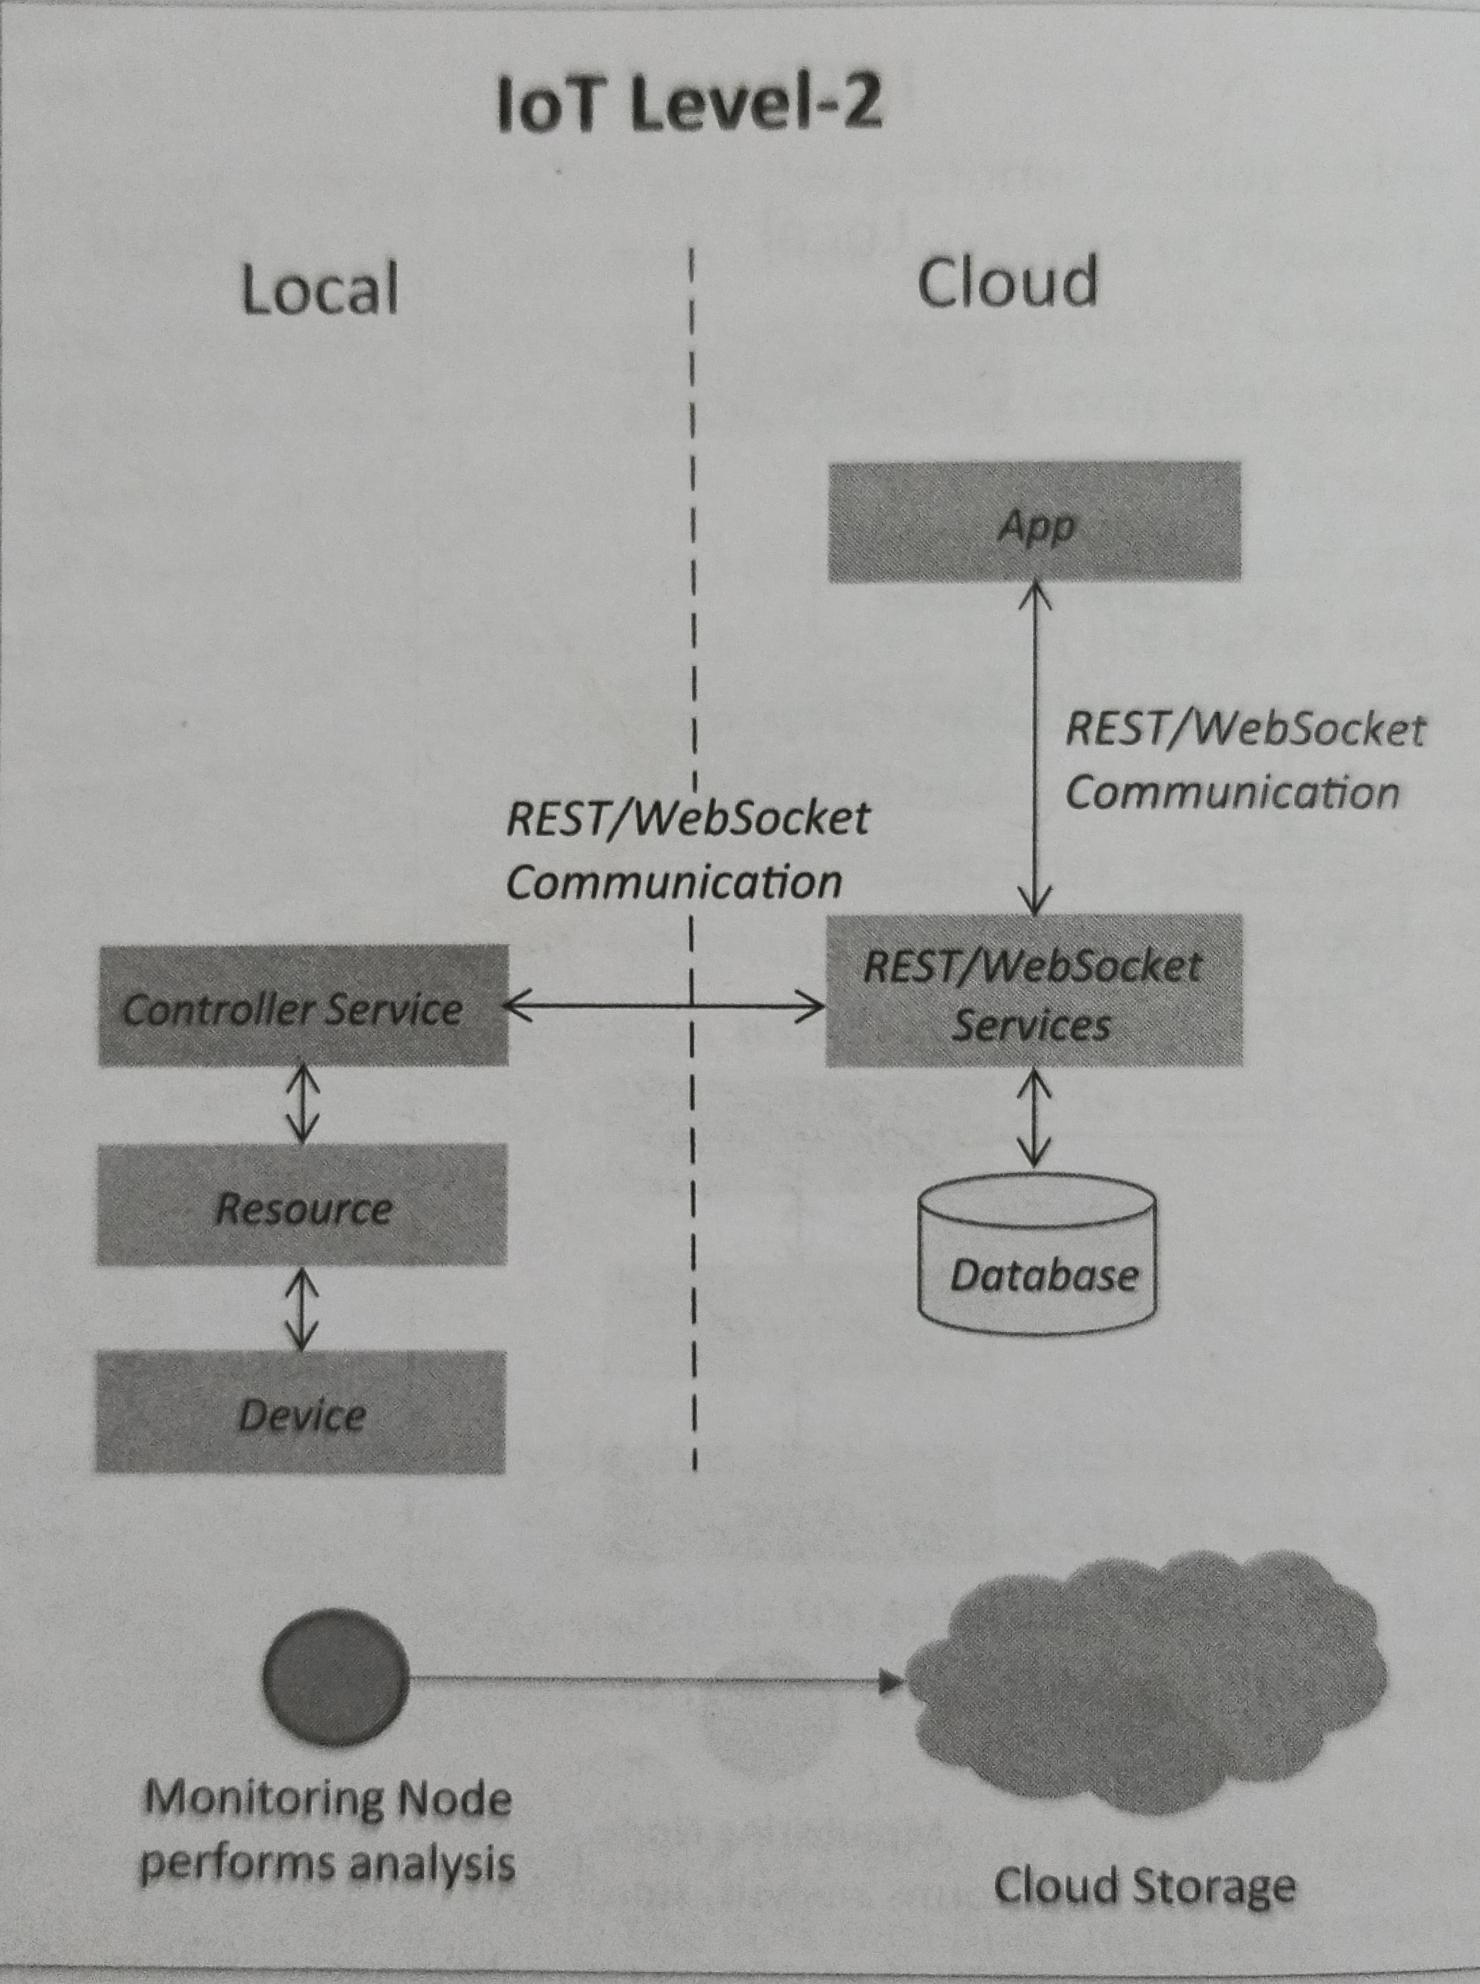 IoT Level-2
Local
Cloud
App
REST/WebSocket
Communication
REST/WebSocket
Communication
Controller Service
REST/WebSocket
Services
Resource
Database
Device
Monitoring Node
performs analysis
Cloud Storage